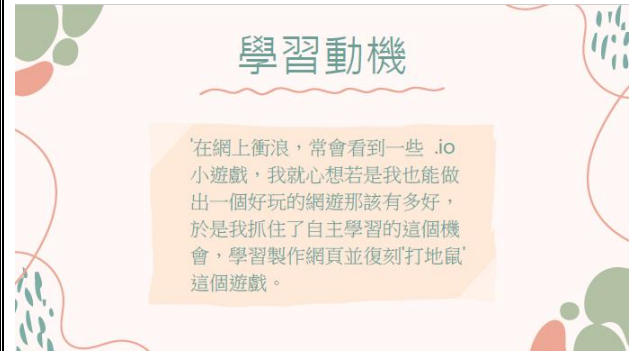 學習動機
'在網上衝浪，常會看到一些 .io
小遊戲，我就心想若是我也能做
出一個好玩的網遊那該有多好，
於是我抓住了自主學習的這個機
會，學習製作網頁並復刻'打地鼠'
這個遊戲。